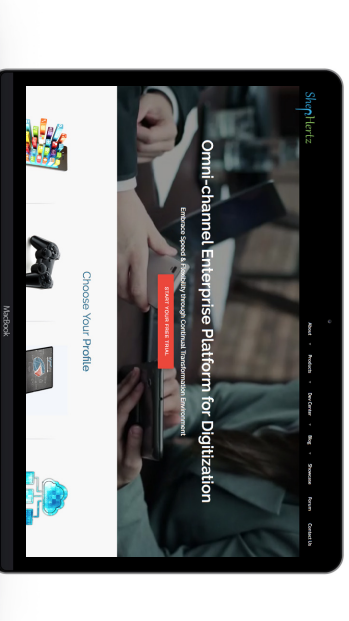 ShepHertz
About Products Dev Center Blog Showcase Forum Contact Us
Omni-channel Enterprise Platform for Digitization
Embrace Speed & Flexibility through Continual Transformation Environment
START YOUR FREE TRIAL
Choose Your Profile
MacBook